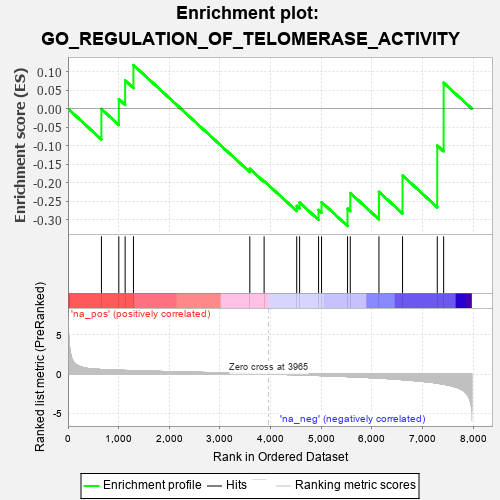 Enrichment plot:
GO_REGULATION_OF_TELOMERASE_ACTIVITY
Enrichment score (ES)
0.10
0.05
0.00
-0.05
-0.10
-0.15
-0.20
-0.25
-0.30
'na_pos' (positively correlated)
Ranked list metric (PreRanked)
5
0
-5
Zero cross at 3965
'na_neg' (negatively correlated)
0 1,000 2,000 3,000 4,000 5,000 6,000 7,000 8,000
Rank in Ordered Dataset
Enrichment profile Hits Ranking metric scores